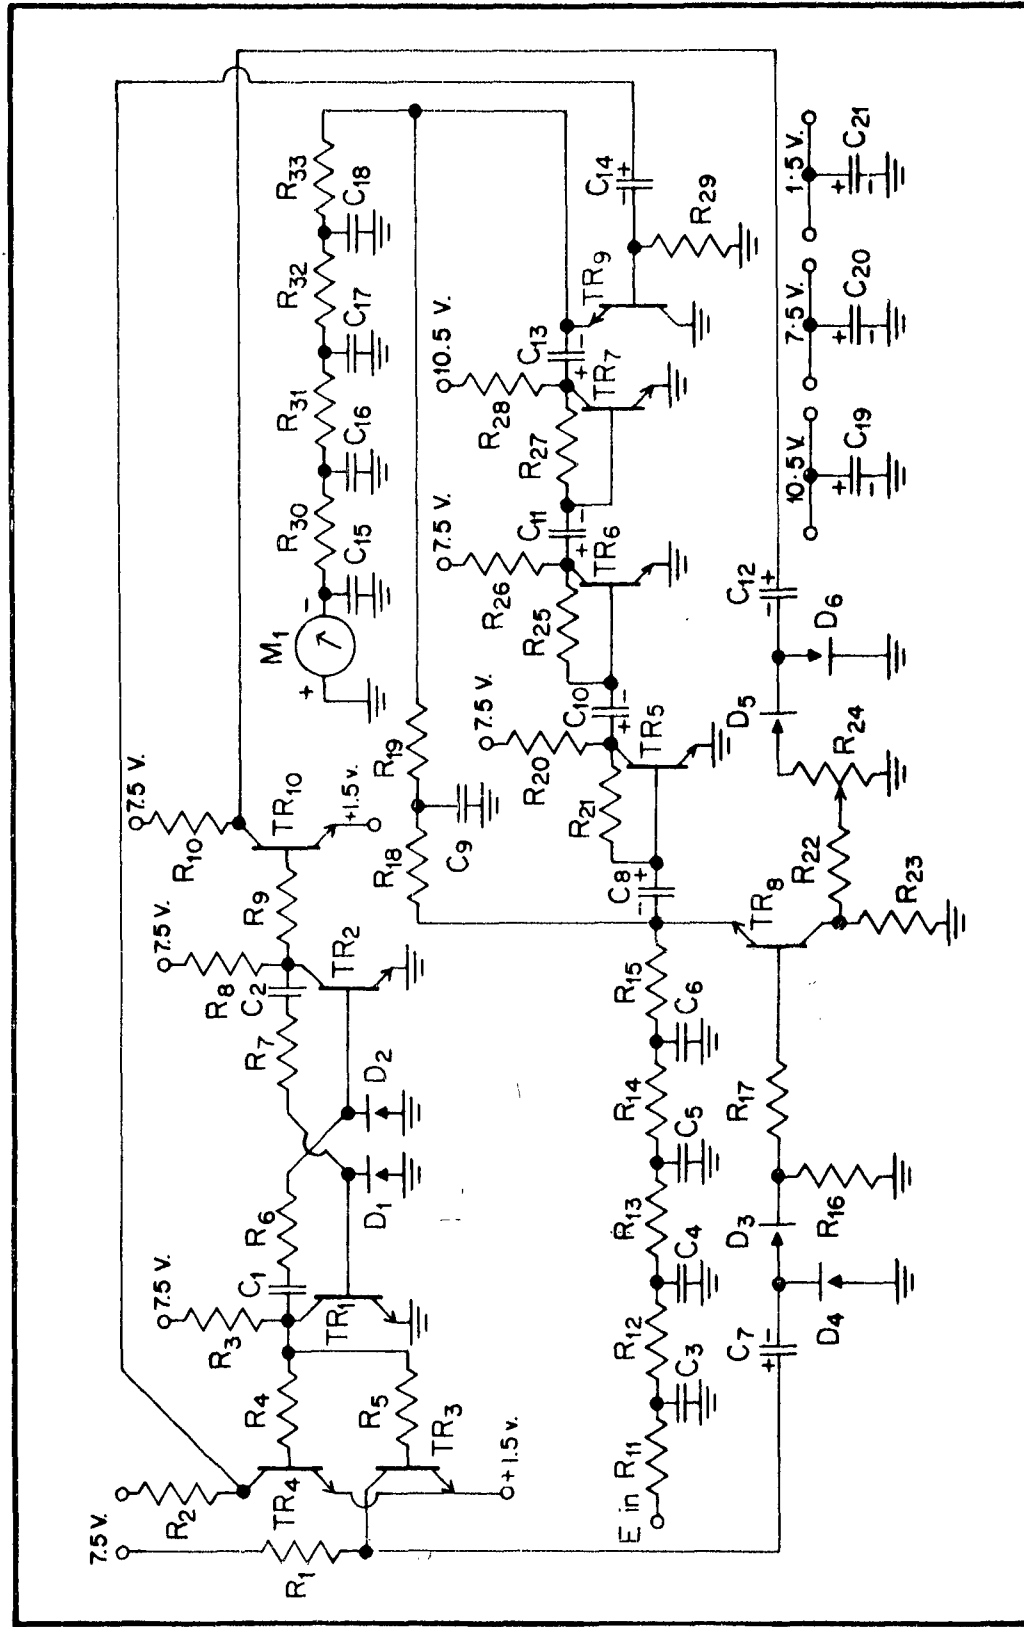 7.5 V.
7.5 V.
7.5 V.
7.5 V.
R2
R3
R8
R10
R1
TR4
R4
C1
R6
R7
C2
R9
TR10
M1
R30
R31
R32
R33
+
-
TR1
TR2
+1.5 v.
C15
C16
C17
C18
R5
D1
D2
R18
R19
TR3
C9
7.5 V.
7.5 V.
10.5 V.
+1.5 v.
R20
R26
R28
R21
R25
C11
R27
C13
+
-
+
-
C10
TR6
TR7
TR9
C14
-
+
+
-
E in
R11
R12
R13
R14
R15
C8
TR5
-
+
C3
C4
C5
C6
R29
C7
D3
R17
TR8
D5
C12
+
-
-
+
R22
10.5 V.
7.5 V.
1.5 V.
D4
R16
R23
R24
D6
+
-
C19
+
-
C20
+
-
C21